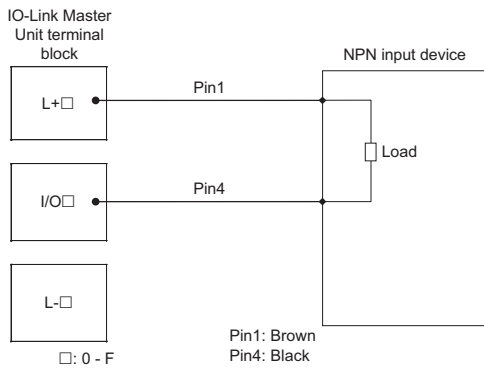 IO-Link Master
Unit terminal
block
NPN input device
L+□
Pin1
Load
I/O□
Pin4
L-□
□: 0 - F
Pin1: Brown
Pin4: Black